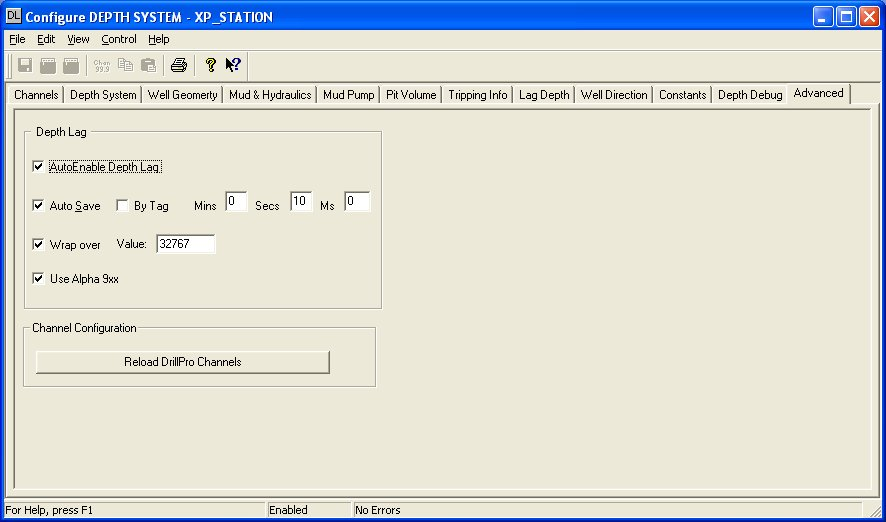 DL Configure DEPTH SYSTEM - XP_STATION
File Edit View Control Help
Chan 99.9
Channels Depth System Well Geomerty Mud & Hydraulics Mud Pump Pit Volume Tripping Info Lag Depth Well Direction Constants Depth Debug Advanced
Depth Lag
AutoEnable Depth Lag
Auto Save By Tag Mins 0 Secs 10 Ms 0
Wrap over Value: 32767
Use Alpha 9xx
Channel Configuration
Reload DrillPro Channels
For Help, press F1 Enabled No Errors